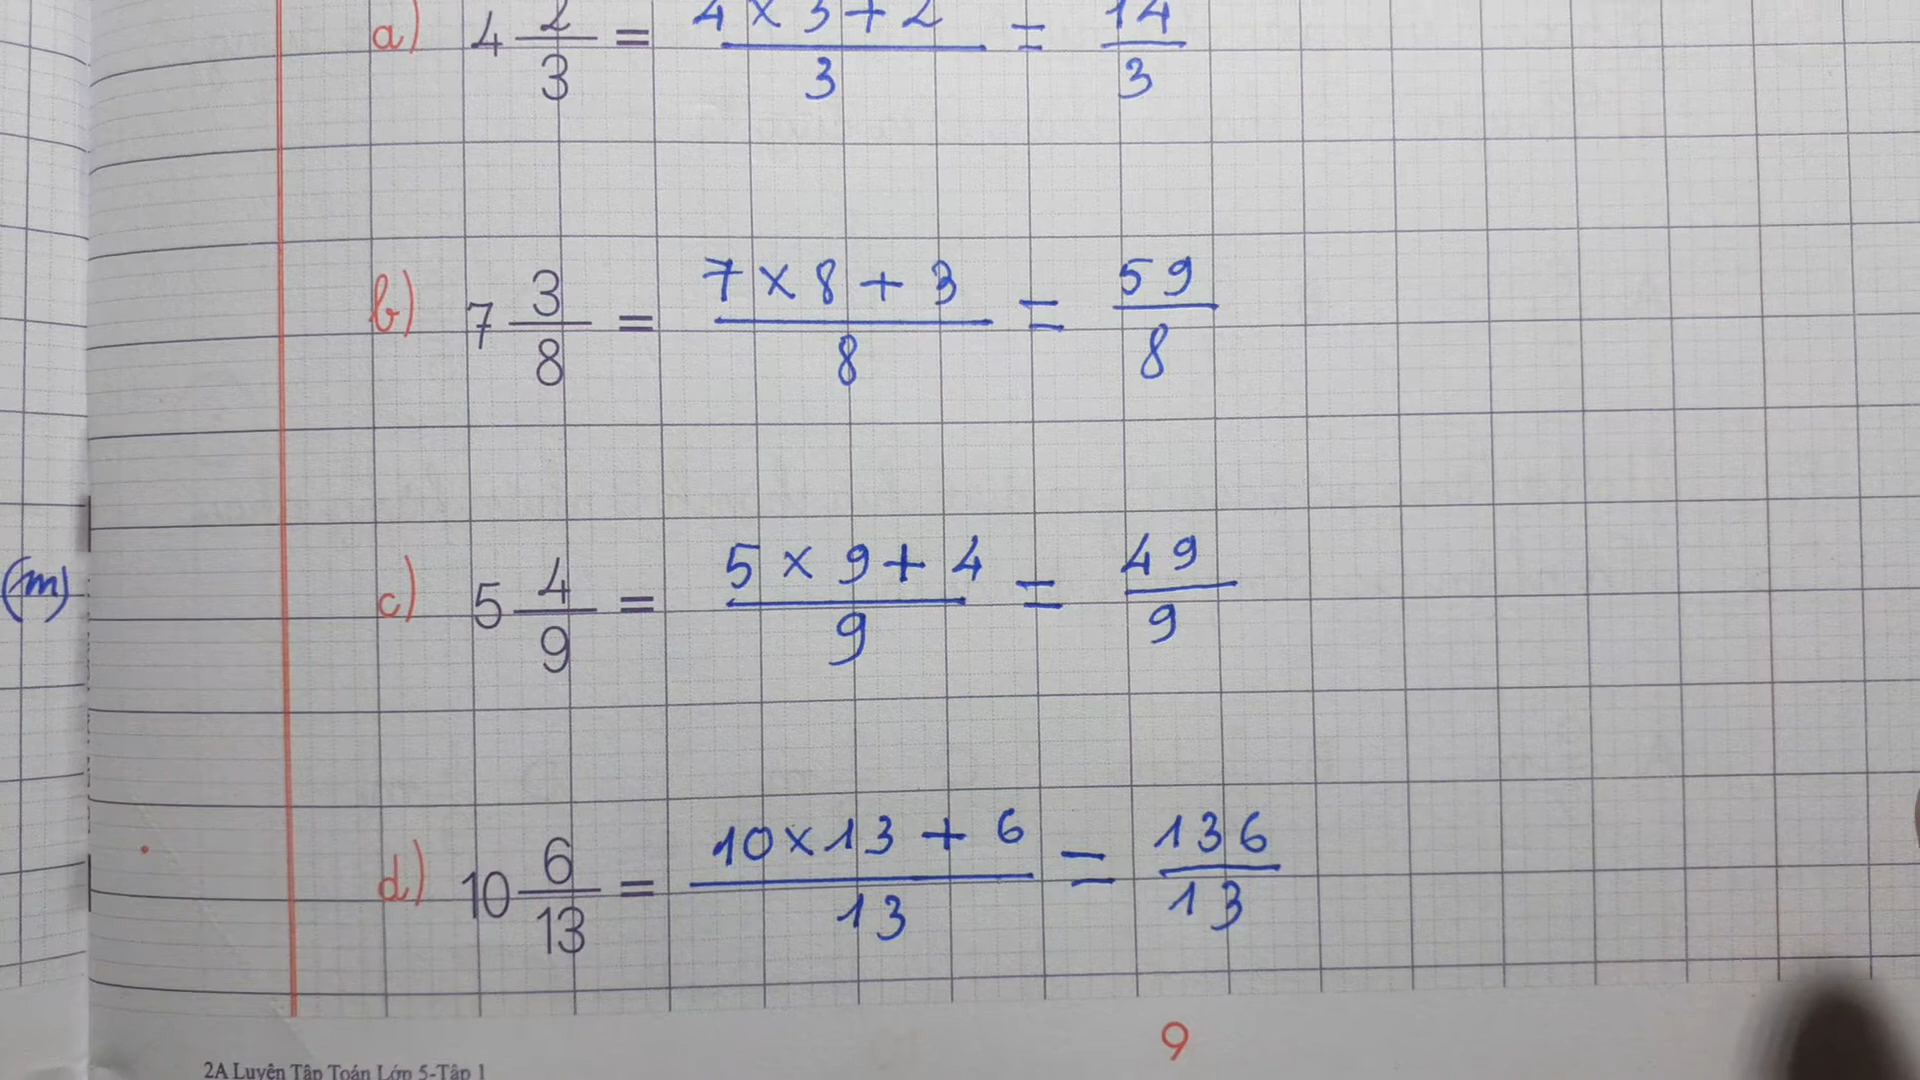 a) 4 2/3 = (4 × 3 + 2)/3 = 14/3
b) 7 3/8 = (7 × 8 + 3)/8 = 59/8
(m)
c) 5 4/9 = (5 × 9 + 4)/9 = 49/9
d) 10 6/13 = (10 × 13 + 6)/13 = 136/13
9
2A Luyện Tập Toán Lớp 5-Tập 1